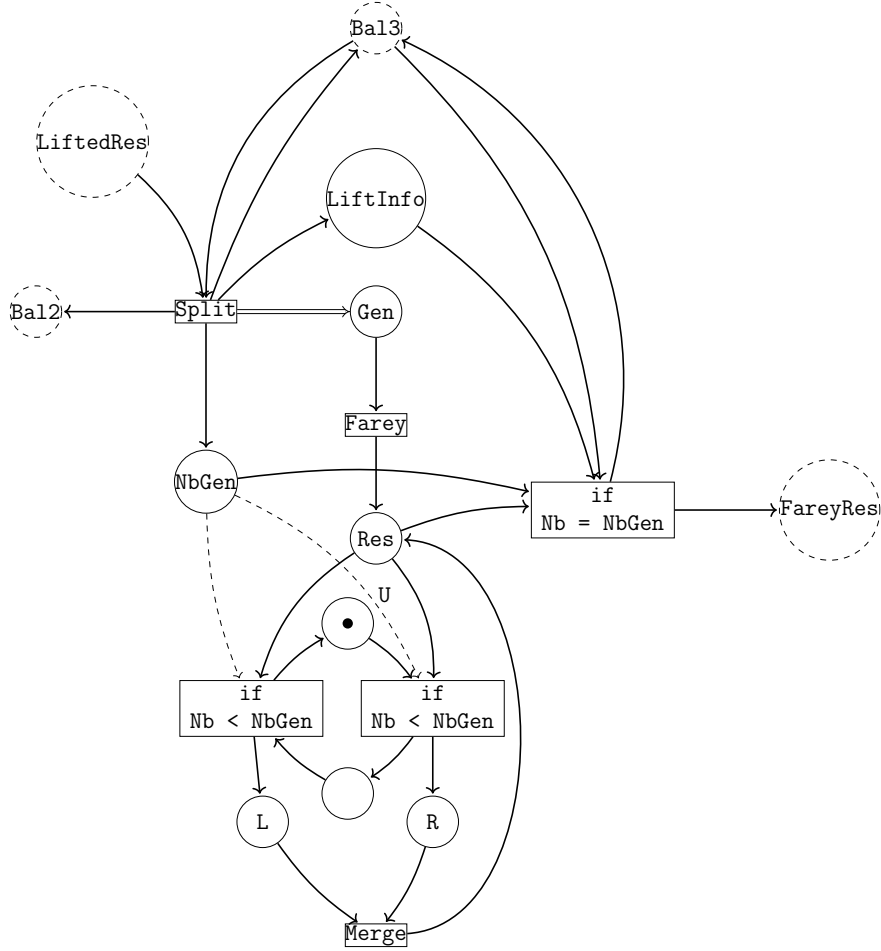 Bal3
LiftedRes
LiftInfo
Bal2
Split
Gen
Farey
NbGen
if
Nb = NbGen
FareyRes
Res
U
if
Nb < NbGen
if
Nb < NbGen
L
R
Merge